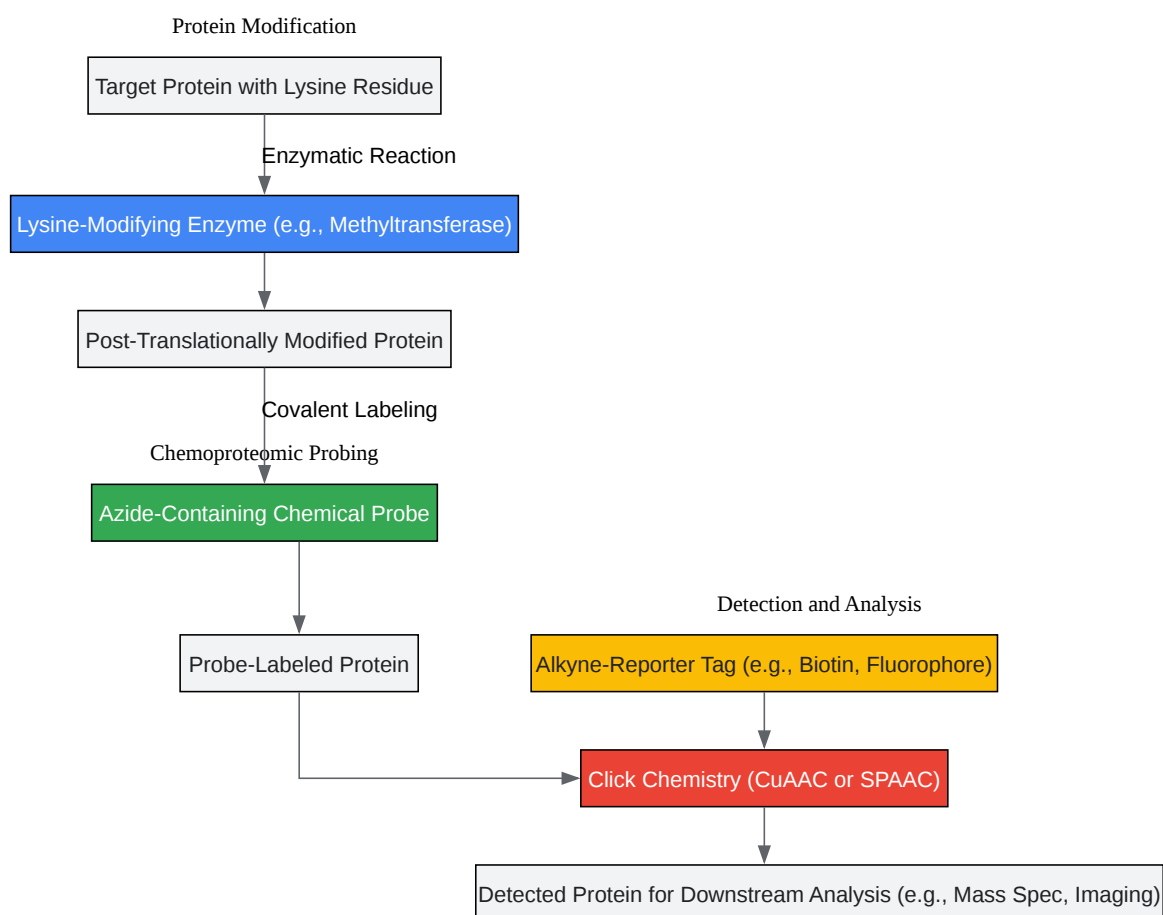 Protein Modification
Target Protein with Lysine Residue
Enzymatic Reaction
Lysine-Modifying Enzyme (e.g., Methyltransferase)
Post-Translationally Modified Protein
Covalent Labeling
Chemoproteomic Probing
Azide-Containing Chemical Probe
Detection and Analysis
Probe-Labeled Protein
Alkyne-Reporter Tag (e.g., Biotin, Fluorophore)
Click Chemistry (CuAAC or SPAAC)
Detected Protein for Downstream Analysis (e.g., Mass Spec, Imaging)